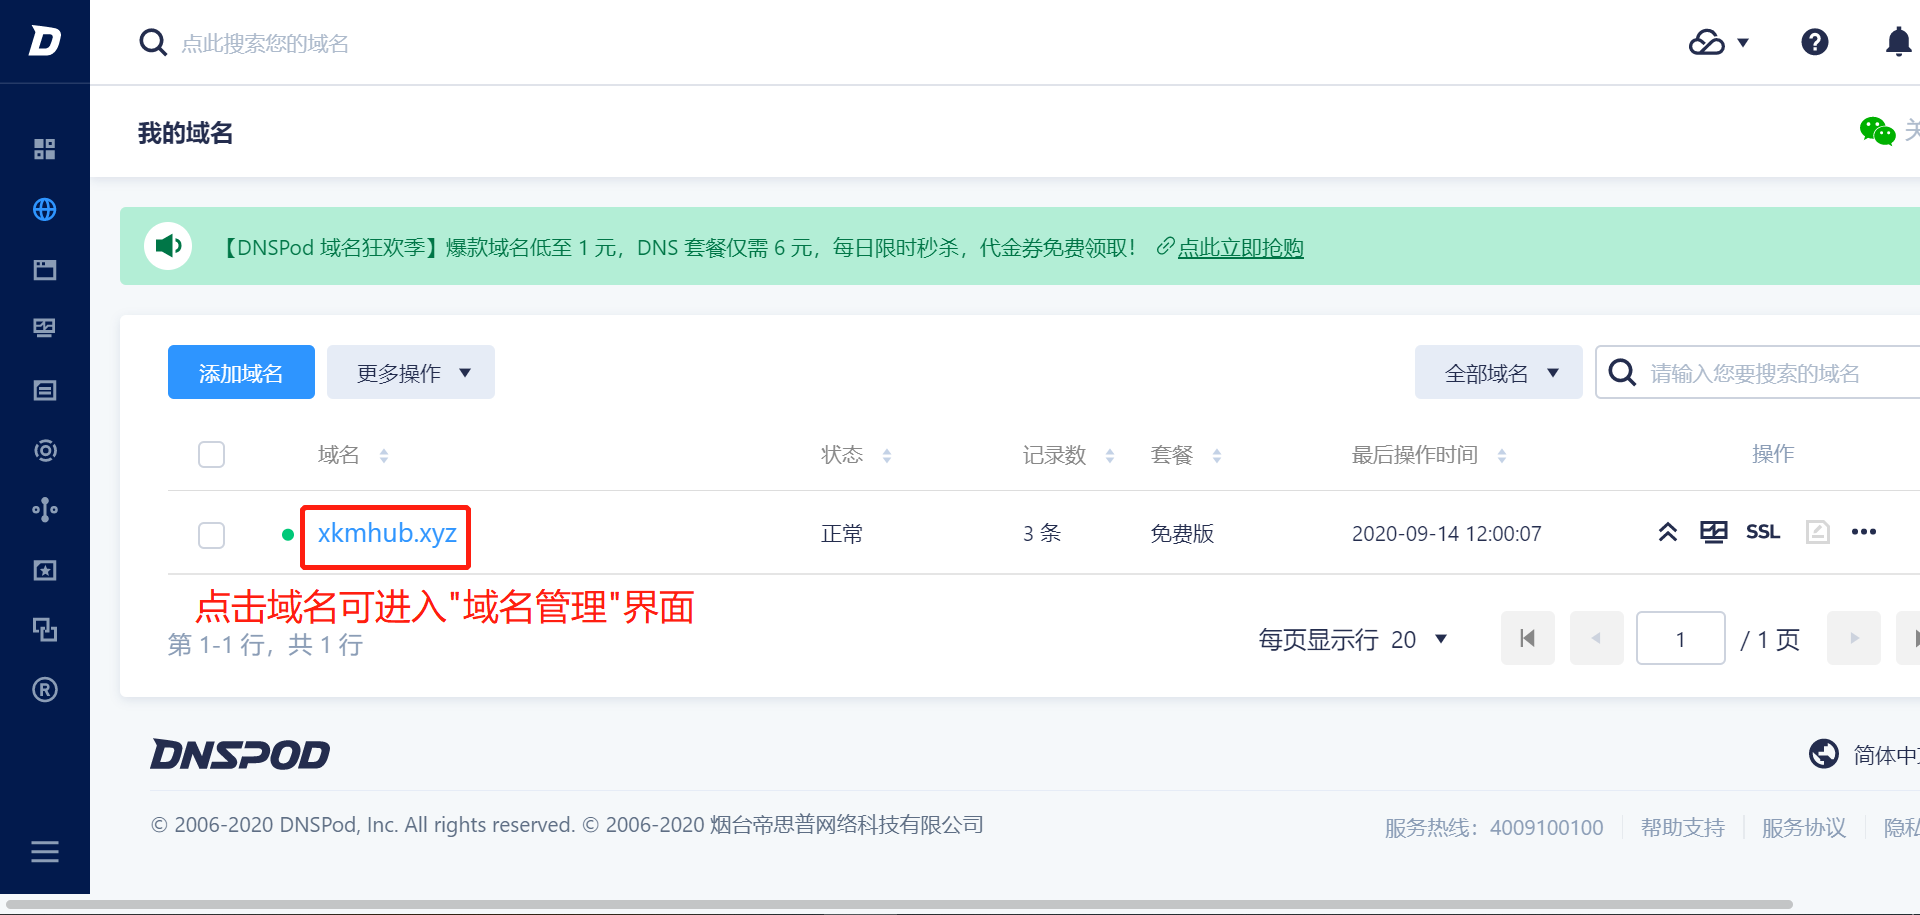 D
点此搜索您的域名
我的域名
关
【DNSPod 域名狂欢季】爆款域名低至 1 元，DNS 套餐仅需 6 元，每日限时秒杀，代金券免费领取！ 点此立即抢购
添加域名 更多操作 全部域名 请输入您要搜索的域名
域名 状态 记录数 套餐 最后操作时间 操作
xkmhub.xyz 正常 3 条 免费版 2020-09-14 12:00:07 SSL
点击域名可进入"域名管理"界面
第 1-1 行，共 1 行 每页显示行 20 1 / 1 页
R
DNSPOD 简体中文
© 2006-2020 DNSPod, Inc. All rights reserved. © 2006-2020 烟台帝思普网络科技有限公司
服务热线：4009100100 帮助支持 服务协议 隐私